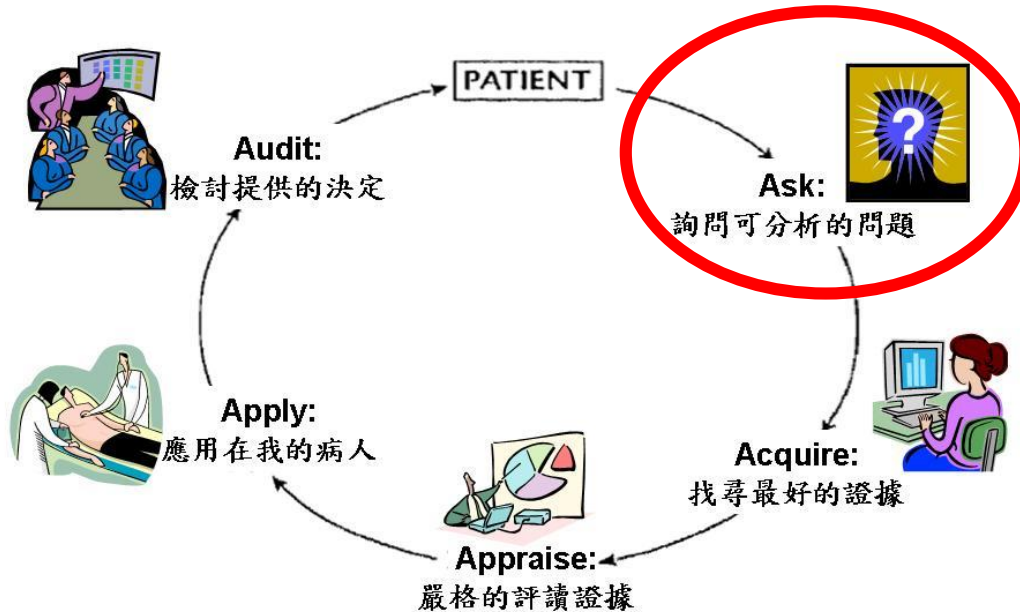 PATIENT
Ask:
詢問可分析的問題
Acquire:
找尋最好的證據
Appraise:
嚴格的評讀證據
Apply:
應用在我的病人
Audit:
檢討提供的決定
?